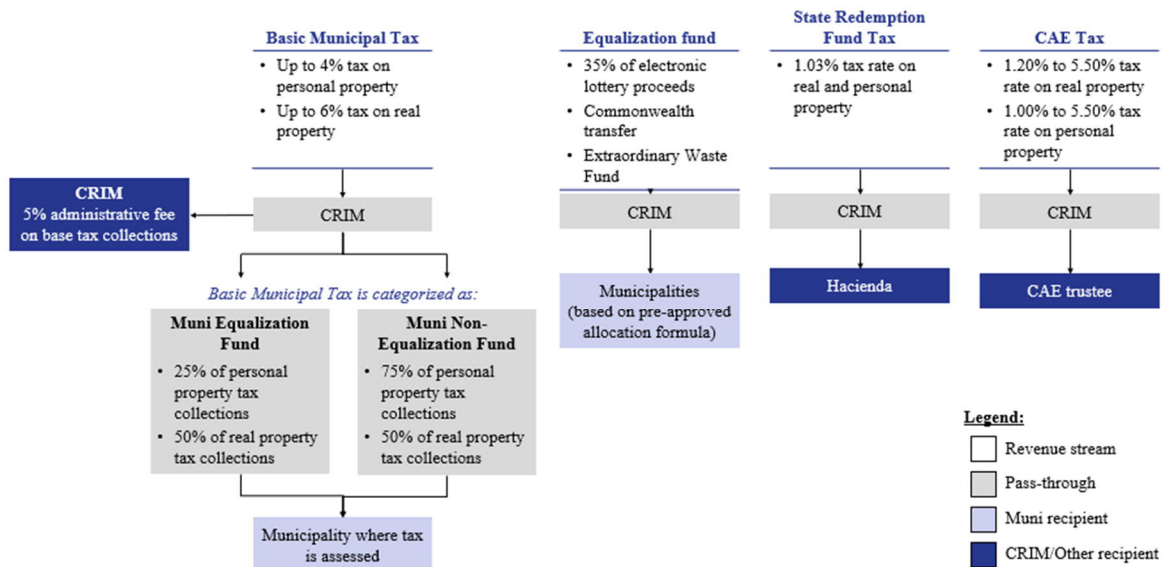 Basic Municipal Tax
• Up to 4% tax on
personal property
• Up to 6% tax on real
property
CRIM
5% administrative fee
on base tax collections
CRIM
Basic Municipal Tax is categorized as:
Muni Equalization
Fund
• 25% of personal
property tax
collections
• 50% of real property
tax collections
Muni Non-
Equalization Fund
• 75% of personal
property tax
collections
• 50% of real property
tax collections
Municipality where tax
is assessed
Equalization fund
• 35% of electronic
lottery proceeds
• Commonwealth
transfer
• Extraordinary Waste
Fund
CRIM
Municipalities
(based on pre-approved
allocation formula)
State Redemption
Fund Tax
• 1.03% tax rate on
real and personal
property
CRIM
Hacienda
CAE Tax
• 1.20% to 5.50% tax
rate on real property
• 1.00% to 5.50% tax
rate on personal
property
CRIM
CAE trustee
Legend:
Revenue stream
Pass-through
Muni recipient
CRIM/Other recipient